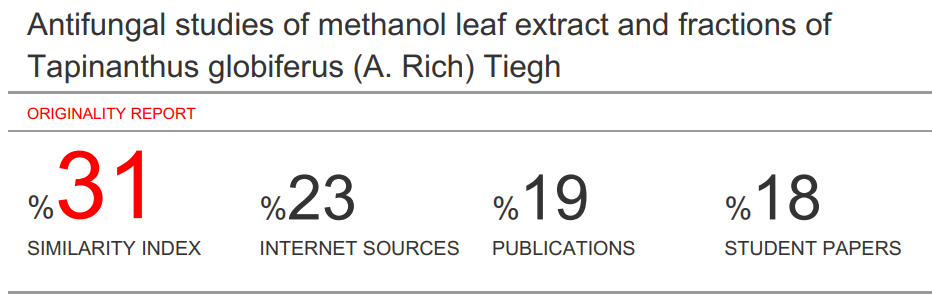 Antifungal studies of methanol leaf extract and fractions of
Tapinanthus globiferus (A. Rich) Tiegh
ORIGINALITY REPORT
%31
SIMILARITY INDEX
%23
INTERNET SOURCES
%19
PUBLICATIONS
%18
STUDENT PAPERS